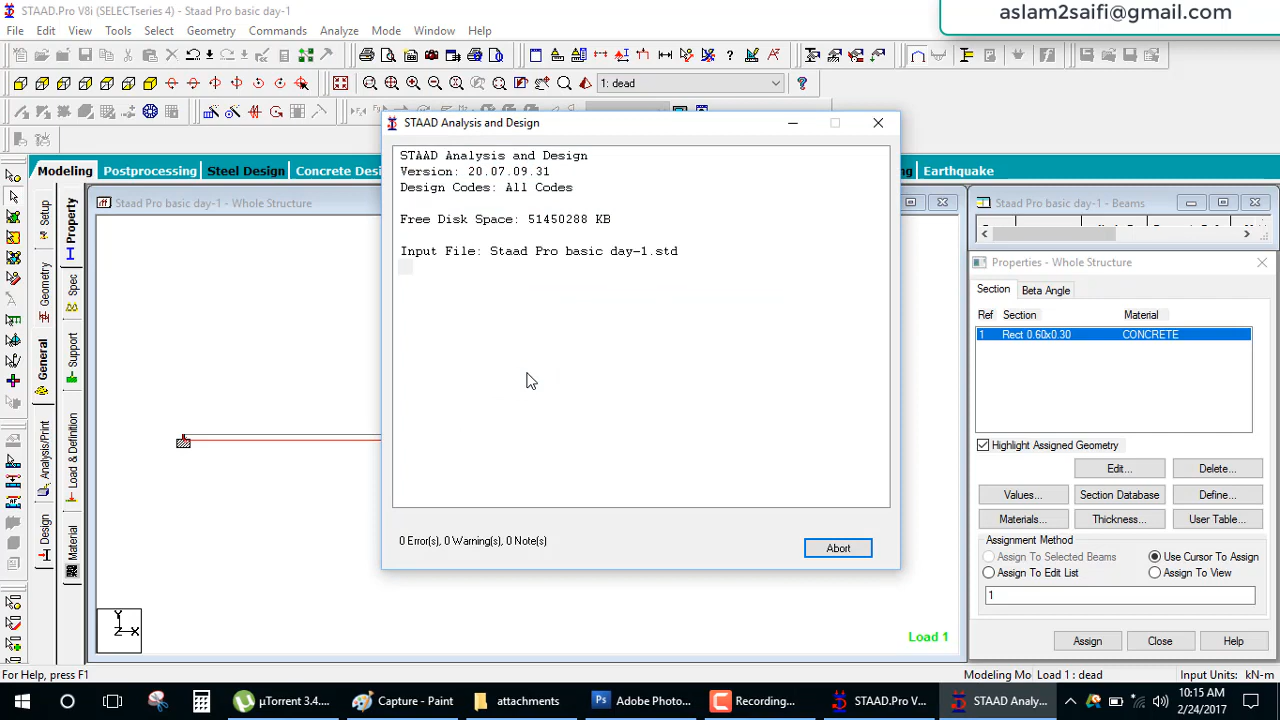 STAAD.Pro V8i (SELECTseries 4) - Staad Pro basic day-1
aslam2saifi@gmail.com
File Edit View Tools Select Geometry Commands Analyze Mode Window Help
1: dead
Modeling Postprocessing Steel Design Concrete Des Earthquake
Staad Pro basic day-1 - Whole Structure
Staad Pro basic day-1 - Beams
STAAD Analysis and Design
STAAD Analysis and Design
Version: 20.07.09.31
Design Codes: All Codes
Free Disk Space: 51450288 KB
Input File: Staad Pro basic day-1.std
0 Error(s), 0 Warning(s), 0 Note(s)
Abort
Setup
Geometry
General
Analysis/Print
Design
Property
Spec
Support
Load & Definition
Material
Properties - Whole Structure
Section Beta Angle
Ref Section Material
1 Rect 0.60x0.30 CONCRETE
Highlight Assigned Geometry
Edit... Delete...
Values... Section Database Define...
Materials... Thickness... User Table...
Assignment Method
Assign To Selected Beams Use Cursor To Assign
Assign To Edit List Assign To View
1
Assign Close Help
Y
Z X
Load 1
For Help, press F1
Modeling Mo Load 1 : dead Input Units: kN-m
µTorrent 3.4.... Capture - Paint attachments Adobe Photo... Recording... STAAD.Pro V... STAAD Analy...
10:15 AM
2/24/2017